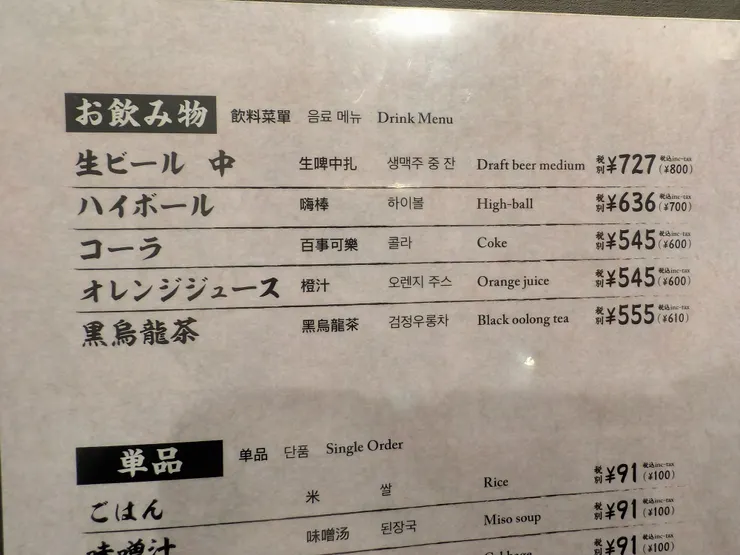 お飲み物 飲料菜單 음료 메뉴 Drink Menu
生ビール 中 生啤中扎 생맥주 중 잔 Draft beer medium 税別 ¥727 税込inc-tax (¥800)
ハイボール 嗨棒 하이볼 High-ball 税別 ¥636 税込inc-tax (¥700)
コーラ 百事可樂 콜라 Coke 税別 ¥545 税込inc-tax (¥600)
オレンジジュース 橙汁 오렌지 주스 Orange juice 税別 ¥545 税込inc-tax (¥600)
黒烏龍茶 黑烏龍茶 검정우롱차 Black oolong tea 税別 ¥555 税込inc-tax (¥610)
単品 单品 단품 Single Order
ごはん 米 쌀 Rice 税別 ¥91 税込inc-tax (¥100)
味噌汁 味噌汤 된장국 Miso soup 税別 ¥91 税込inc-tax (¥100)
¥91 税込inc-tax (¥100)